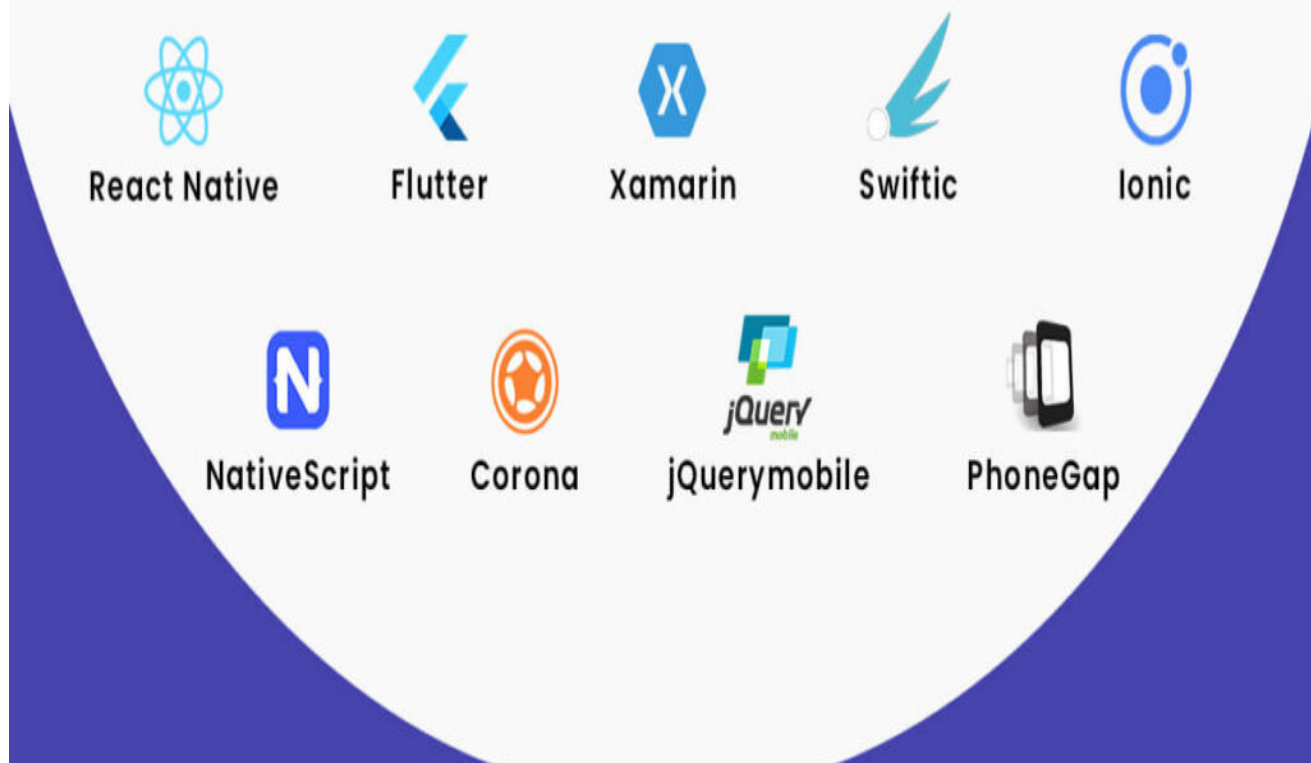 React Native Flutter Xamarin Swiftic Ionic
jQuery
mobile
NativeScript Corona jQuerymobile PhoneGap